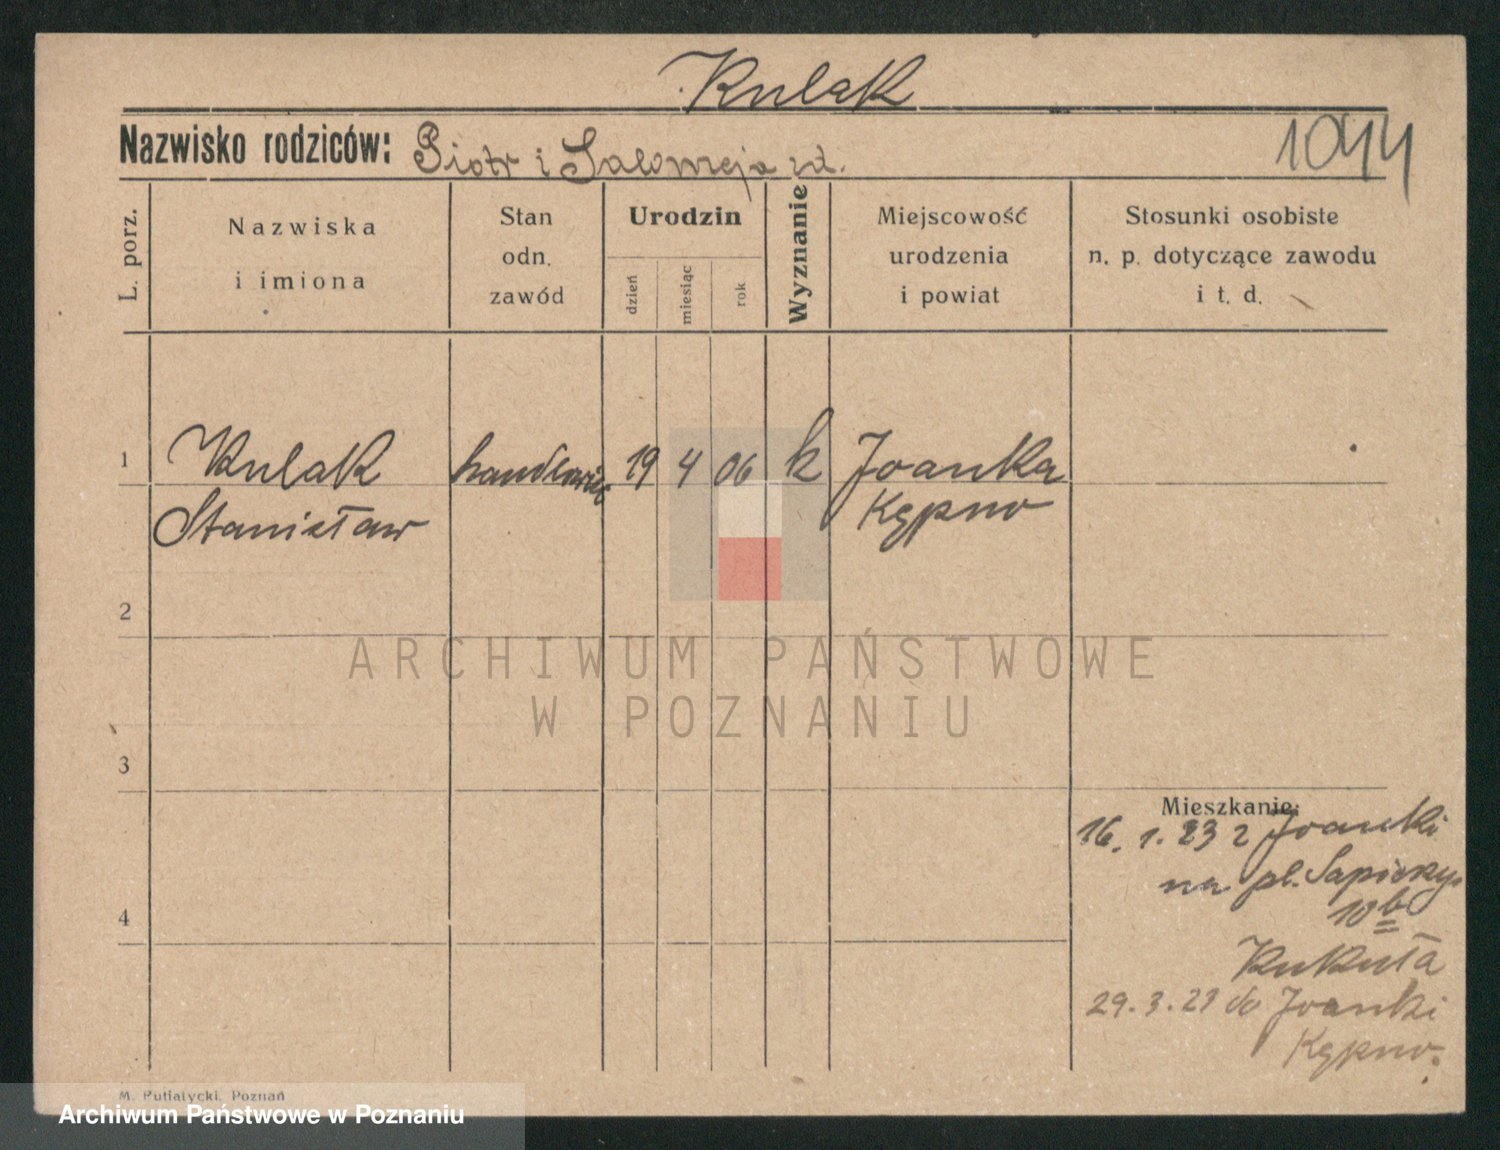 Kulak
Nazwisko rodziców: Piotr i Salomeja zd.
1044
L. porz.
Nazwiska
i imiona
Stan
odn.
zawód
Urodzin
dzień
miesiąc
rok
Wyznanie
Miejscowość
urodzenia
i powiat
Stosunki osobiste
n. p. dotyczące zawodu
i t. d.
1
Kulak
Stanisław
handlowiec
19
4
06
k
Joanka
Kępno
2
ARCHIWUM PAŃSTWOWE
W POZNANIU
3
Mieszkanie:
16. 1. 23 z Joanki
na pl. Sapieży.
10b
4
Kukuła
29. 3. 23 do Joanki
Kępno.
M. Putiatycki, Poznań
Archiwum Państwowe w Poznaniu